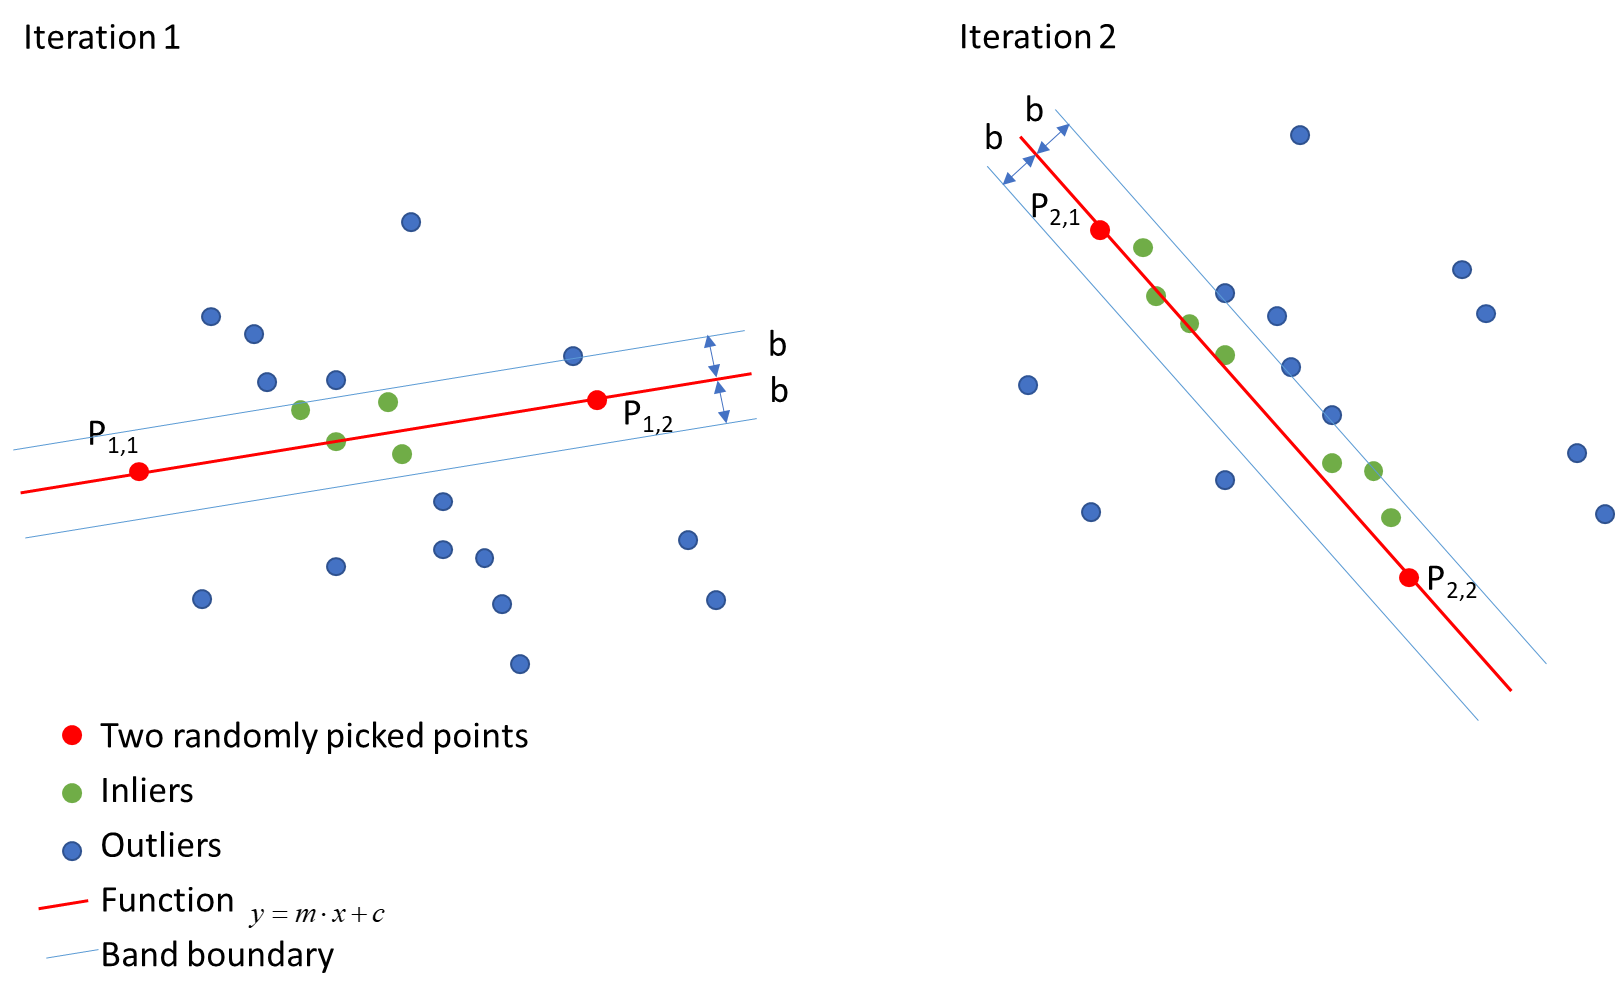 Iteration 1
Iteration 2
b
b
P2,1
b
b
P1,1
P1,2
P2,2
Two randomly picked points
Inliers
Outliers
Function y = m · x + c
Band boundary